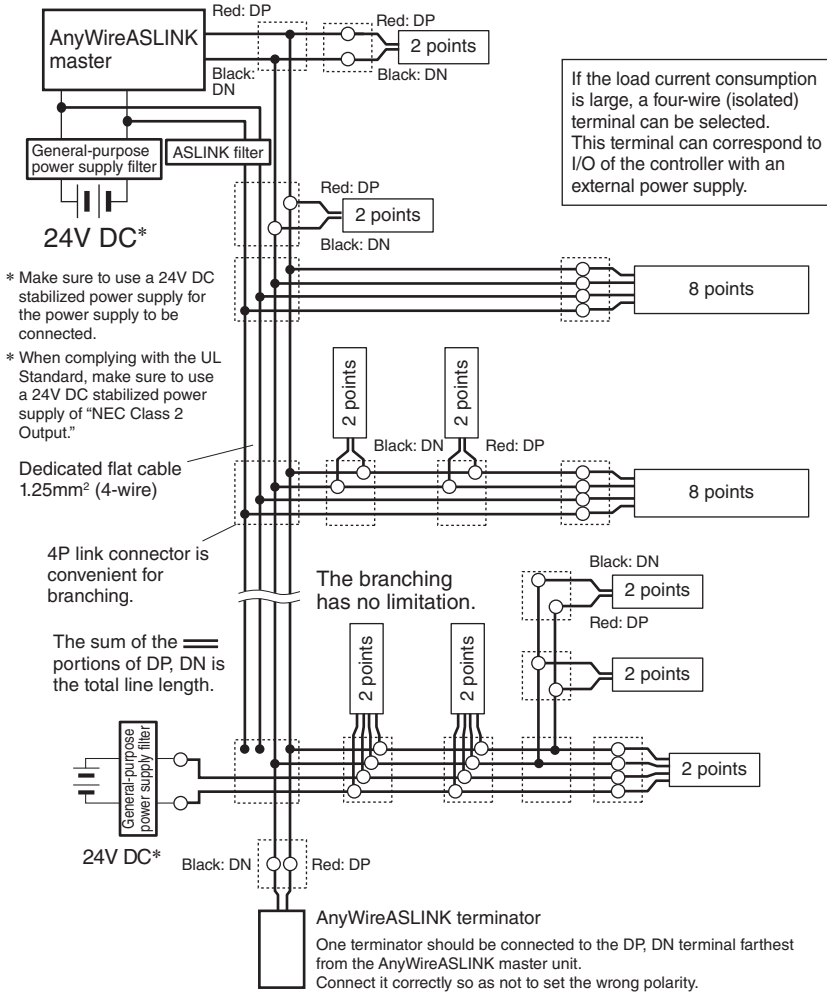 Red: DP
Red: DP
AnyWireASLINK
master
2 points
Black:
DN
Black: DN
If the load current consumption
is large, a four-wire (isolated)
terminal can be selected.
This terminal can correspond to
I/O of the controller with an
external power supply.
General-purpose
power supply filter
ASLINK filter
24V DC*
Red: DP
2 points
Black: DN
8 points
* Make sure to use a 24V DC
stabilized power supply for
the power supply to be
connected.
* When complying with the UL
Standard, make sure to use
a 24V DC stabilized power
supply of “NEC Class 2
Output.”
2 points
2 points
Black: DN
Red: DP
Dedicated flat cable
1.25mm² (4-wire)
8 points
4P link connector is
convenient for
branching.
The branching
has no limitation.
Black: DN
2 points
Red: DP
The sum of the
portions of DP, DN is
the total line length.
2 points
2 points
2 points
General-purpose
power supply filter
2 points
24V DC*
Black: DN
Red: DP
AnyWireASLINK terminator
One terminator should be connected to the DP, DN terminal farthest
from the AnyWireASLINK master unit.
Connect it correctly so as not to set the wrong polarity.